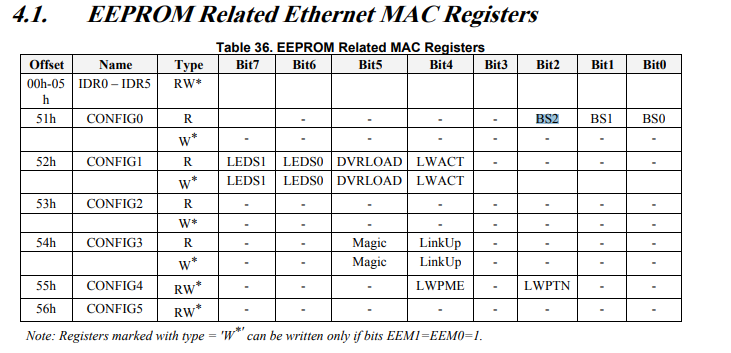 4.1. EEPROM Related Ethernet MAC Registers
Table 36. EEPROM Related MAC Registers
Offset Name Type Bit7 Bit6 Bit5 Bit4 Bit3 Bit2 Bit1 Bit0
00h-05 IDR0 – IDR5 RW*
h
51h CONFIG0 R - - - - BS2 BS1 BS0
W* - - - - - - - -
52h CONFIG1 R LEDS1 LEDS0 DVRLOAD LWACT - - - -
W* LEDS1 LEDS0 DVRLOAD LWACT - - - -
53h CONFIG2 R - - - - - - - -
W* - - - - - - - -
54h CONFIG3 R - - Magic LinkUp - - - -
W* - - Magic LinkUp - - - -
55h CONFIG4 RW* - - - LWPME - LWPTN - -
56h CONFIG5 RW* - - - - - - - -
Note: Registers marked with type = 'W*' can be written only if bits EEM1=EEM0=1.